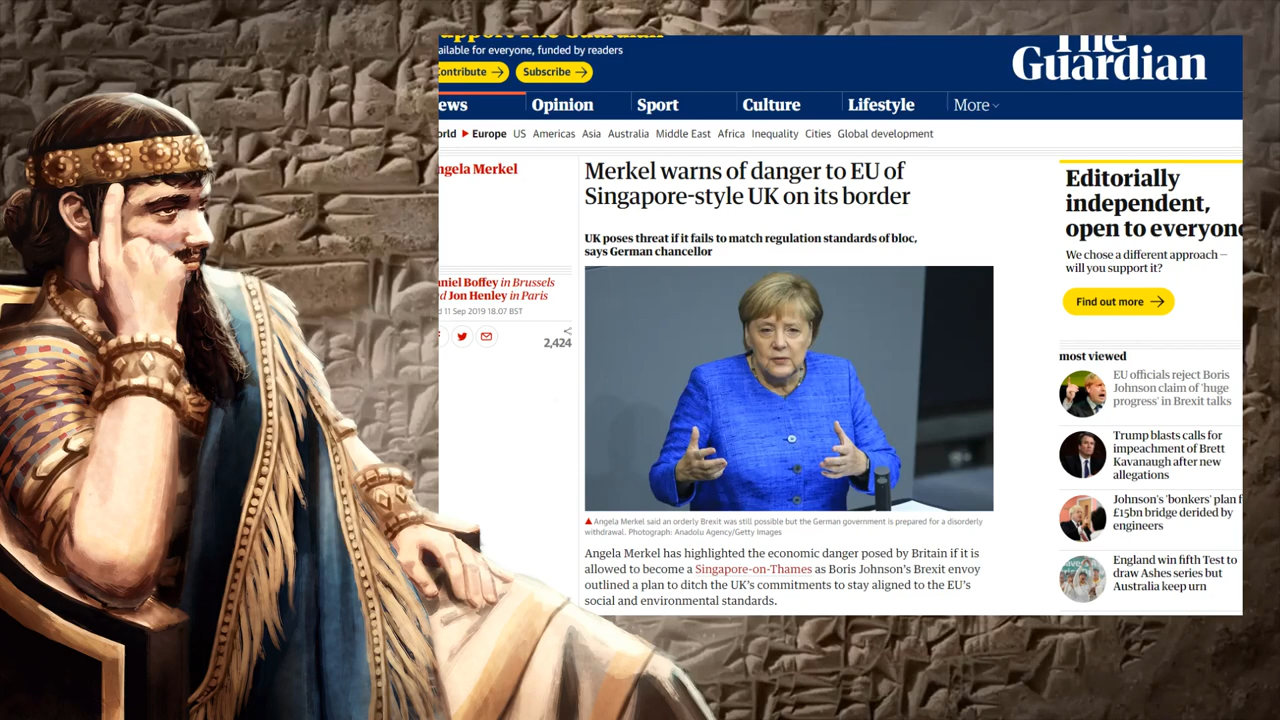 Support The Guardian
ailable for everyone, funded by readers
Contribute →
Subscribe →
The
Guardian
ews
Opinion
Sport
Culture
Lifestyle
More
orld
Europe
US
Americas
Asia
Australia
Middle East
Africa
Inequality
Cities
Global development
ngela Merkel
Merkel warns of danger to EU of
Singapore-style UK on its border
UK poses threat if it fails to match regulation standards of bloc,
says German chancellor
niel Boffey in Brussels
d Jon Henley in Paris
d 11 Sep 2019 18.07 BST
2,424
Angela Merkel said an orderly Brexit was still possible but the German government is prepared for a disorderly
withdrawal. Photograph: Anadolu Agency/Getty Images
Angela Merkel has highlighted the economic danger posed by Britain if it is
allowed to become a Singapore-on-Thames as Boris Johnson's Brexit envoy
outlined a plan to ditch the UK's commitments to stay aligned to the EU's
social and environmental standards.
Editorially
independent,
open to everyone
We chose a different approach —
will you support it?
Find out more →
most viewed
EU officials reject Boris
Johnson claim of 'huge
progress' in Brexit talks
Trump blasts calls for
impeachment of Brett
Kavanaugh after new
allegations
Johnson's 'bonkers' plan f
£15bn bridge derided by
engineers
England win fifth Test to
draw Ashes series but
Australia keep urn